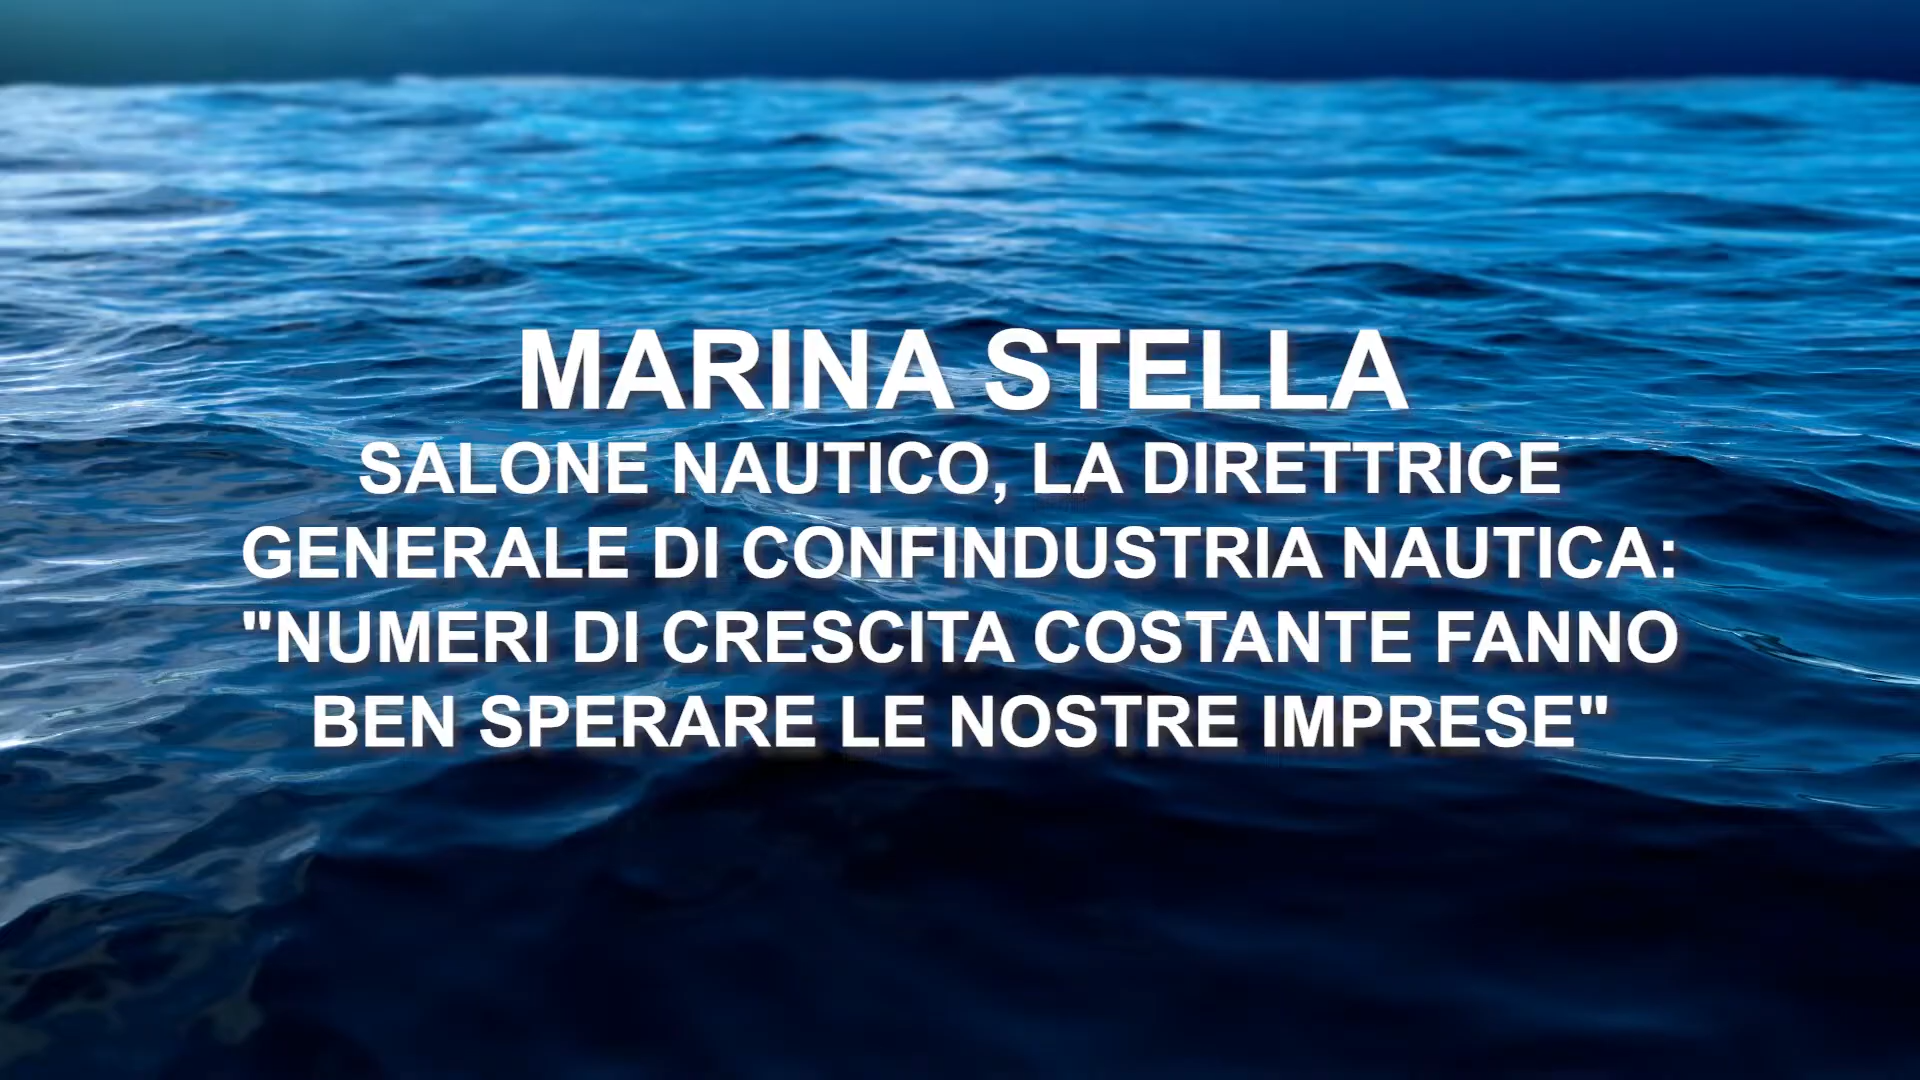 MARINA STELLA
SALONE NAUTICO, LA DIRETTRICE
GENERALE DI CONFINDUSTRIA NAUTICA:
"NUMERI DI CRESCITA COSTANTE FANNO
BEN SPERARE LE NOSTRE IMPRESE"